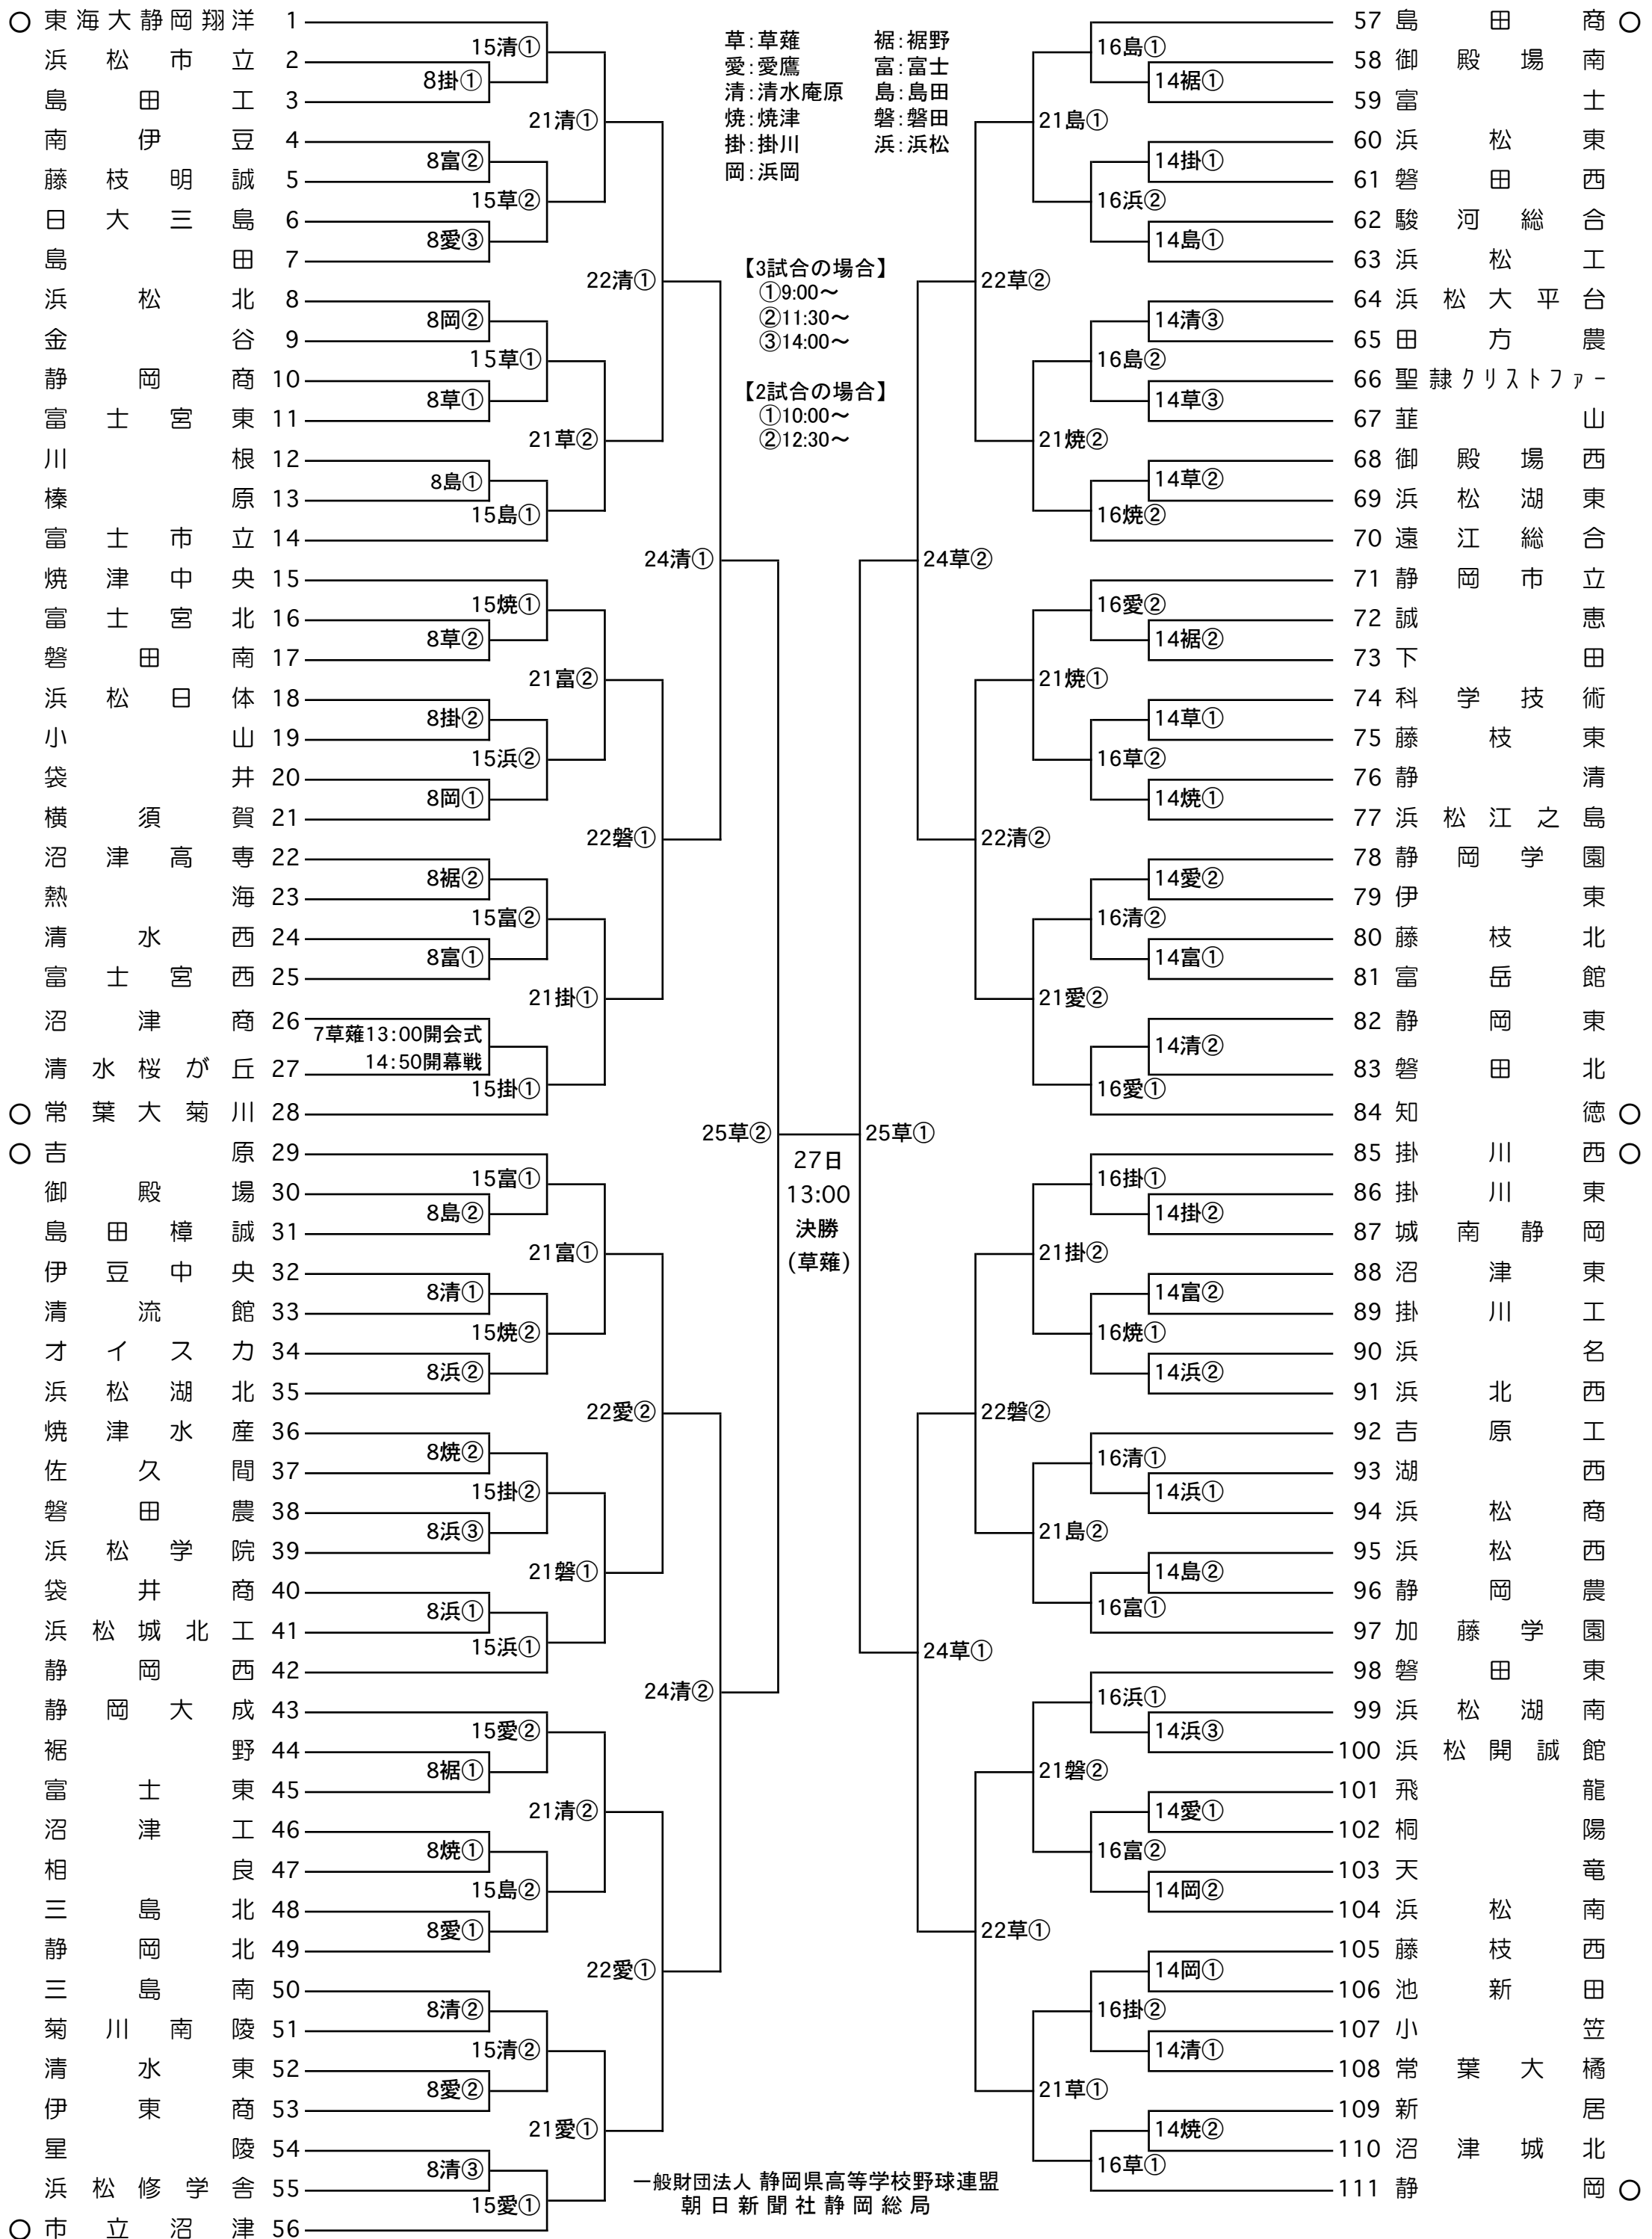 ○ 東海大静岡翔洋 1
浜松市立 2
島田工 3
南伊豆 4
藤枝明誠 5
日大三島 6
島田 7
浜松北 8
金谷 9
静岡商 10
富士宮東 11
川根 12
榛原 13
富士市立 14
焼津中央 15
富士宮北 16
磐田南 17
浜松日体 18
小山 19
袋井 20
横須賀 21
沼津高専 22
熱海 23
清水西 24
富士宮西 25
沼津商 26
清水桜が丘 27
○ 常葉大菊川 28
○ 吉原 29
御殿場 30
島田樟誠 31
伊豆中央 32
清流館 33
オイスカ 34
浜松湖北 35
焼津水産 36
佐久間 37
磐田農 38
浜松学院 39
袋井商 40
浜松城北工 41
静岡西 42
静岡大成 43
裾野 44
富士東 45
沼津工 46
相良 47
三島北 48
静岡北 49
三島南 50
菊川南陵 51
清水東 52
伊東商 53
星陵 54
浜松修学舎 55
○ 市立沼津 56
8掛①
8富②
8愛③
8岡②
8草①
8島①
8草②
8掛②
8岡①
8裾②
8富①
7草薙13:00開会式
14:50開幕戦
8島②
8清①
8浜②
8焼②
8浜③
8浜①
8裾①
8焼①
8愛①
8清②
8愛②
8清③
15清①
15草②
15草①
15島①
15焼①
15浜②
15富②
15掛①
15富①
15焼②
15掛②
15浜①
15愛②
15島②
15清②
15愛①
21清①
21草②
21富②
21掛①
21富①
21磐①
21清②
21愛①
22清①
22磐①
22愛②
22愛①
24清①
24清②
25草②
草:草薙 裾:裾野
愛:愛鷹 富:富士
清:清水庵原 島:島田
焼:焼津 磐:磐田
掛:掛川 浜:浜松
岡:浜岡
【3試合の場合】
①9:00～
②11:30～
③14:00～
【2試合の場合】
①10:00～
②12:30～
27日
13:00
決勝
(草薙)
25草①
24草②
24草①
22草②
22清②
22磐②
22草①
21島①
21焼②
21焼①
21愛②
21掛②
21島②
21磐②
21草①
16島①
16浜②
16島②
16焼②
16愛②
16草②
16清②
16愛①
16掛①
16焼①
16清①
16富①
16浜①
16富②
16掛②
16草①
14裾①
14掛①
14島①
14清③
14草③
14草②
14裾②
14草①
14焼①
14愛②
14富①
14清②
14掛②
14富②
14浜②
14浜①
14島②
14浜③
14愛①
14岡②
14岡①
14清①
14焼②
57 島田商 ○
58 御殿場南
59 富士
60 浜松東
61 磐田西
62 駿河総合
63 浜松工
64 浜松大平台
65 田方農
66 聖隷クリストファー
67 韮山
68 御殿場西
69 浜松湖東
70 遠江総合
71 静岡市立
72 誠恵
73 下田
74 科学技術
75 藤枝東
76 静清
77 浜松江之島
78 静岡学園
79 伊東
80 藤枝北
81 富岳館
82 静岡東
83 磐田北
84 知徳 ○
85 掛川西 ○
86 掛川東
87 城南静岡
88 沼津東
89 掛川工
90 浜名
91 浜北西
92 吉原工
93 湖西
94 浜松商
95 浜松西
96 静岡農
97 加藤学園
98 磐田東
99 浜松湖南
100 浜松開誠館
101 飛龍
102 桐陽
103 天竜
104 浜松南
105 藤枝西
106 池新田
107 小笠
108 常葉大橘
109 新居
110 沼津城北
111 静岡 ○
一般財団法人 静岡県高等学校野球連盟
朝日新聞社静岡総局